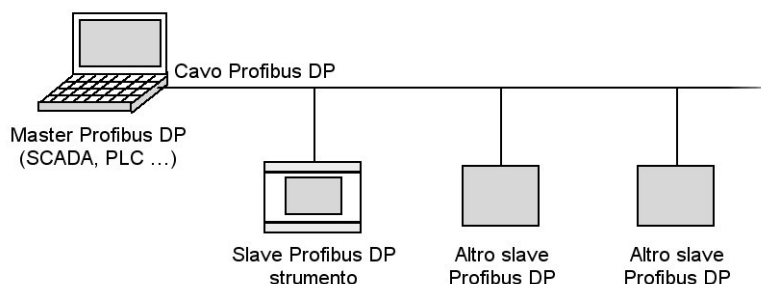 Cavo Profibus DP
Master Profibus DP
(SCADA, PLC ...)
Slave Profibus DP
strumento
Altro slave
Profibus DP
Altro slave
Profibus DP